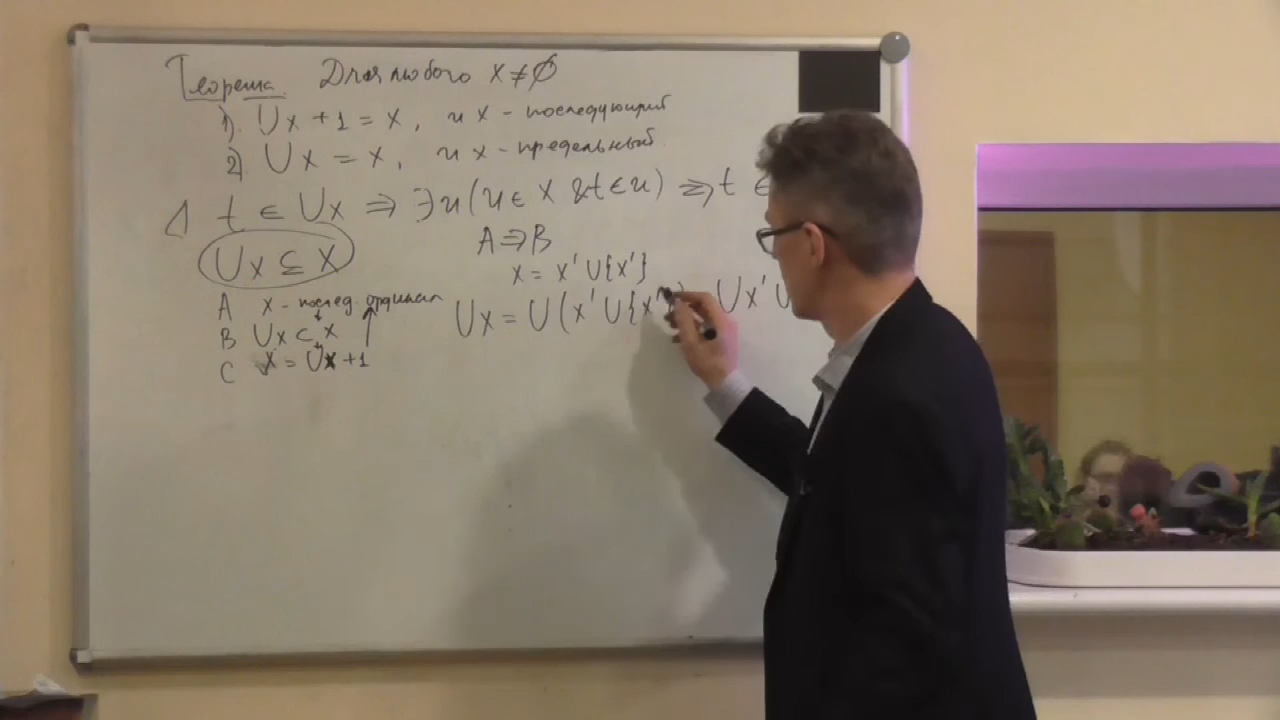 Теорема. Для любого x ≠ ∅
1). ∪x + 1 = x, и x - последующий
2). ∪x = x, и x - предельный.
Δ t ∈ ∪x ⇒ ∃u(u ∈ x & t ∈ u) ⇒ t ∈
∪x ⊆ x
A ⇒ B
x = x' ∪ {x'}
A x - послед. ординал
B ∪x ⊂ x
C x = ∪x + 1
∪x = ∪(x' ∪ {x'}) = ∪x' ∪